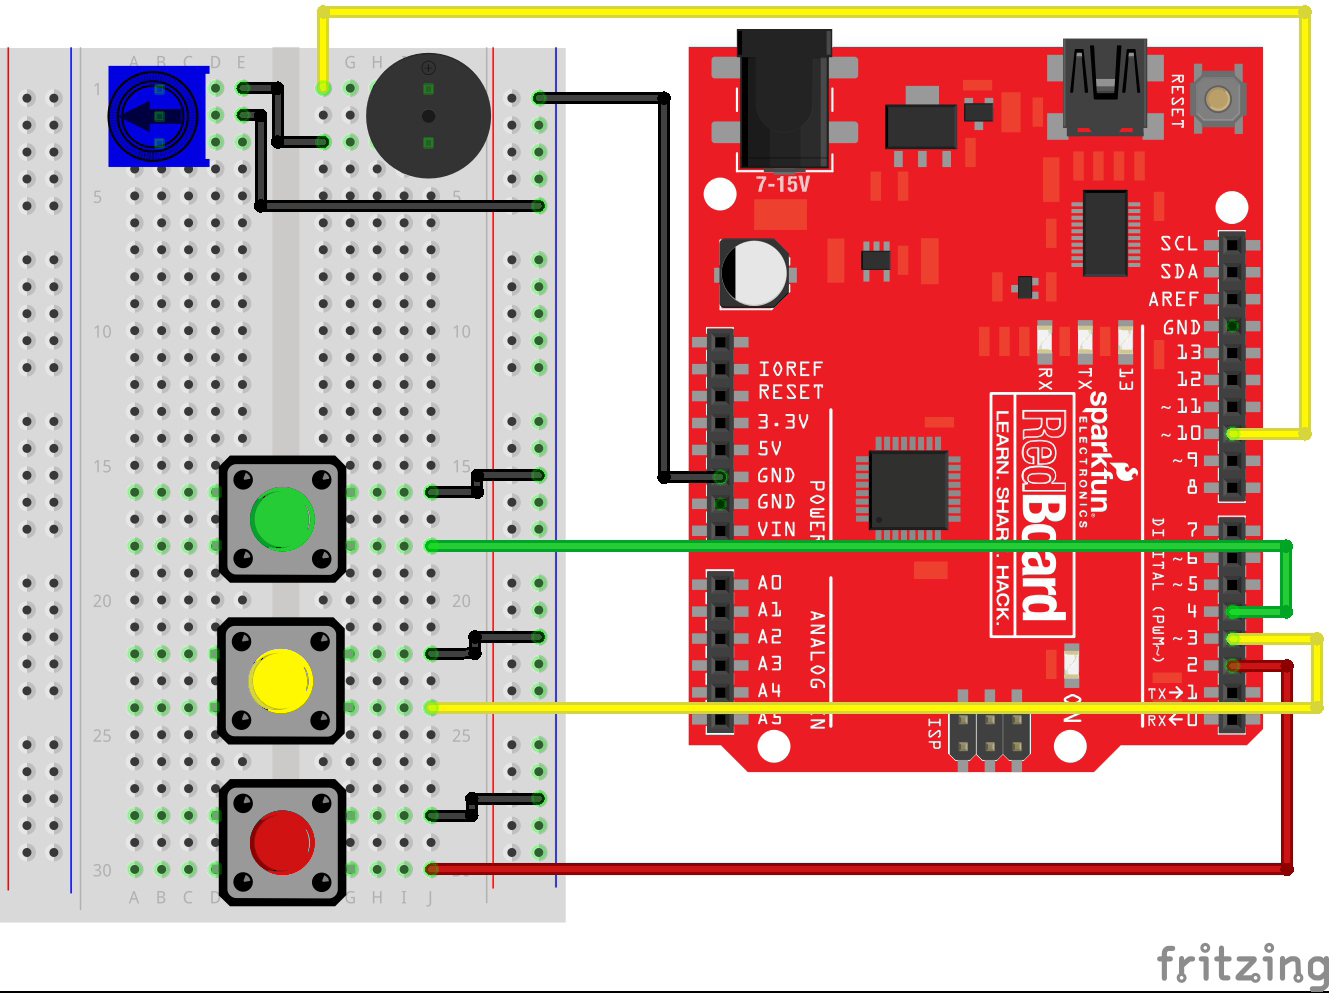 A B C D E G H
1
5 5
10 10
15 15
20 20
25 25
30
A B C D G H I J
7-15V
RESET
SCL
SDA
AREF
GND
13
12
~11
~10
~9
8
7
~6
~5
4
~3
2
TX→1
RX←0
DIGITAL (PWM~)
IOREF
RESET
3.3V
5V
GND
GND
VIN
POWER
A0
A1
A2
A3
A4
A5
ANALOG IN
RX
TX
13
sparkfun
ELECTRONICS
RedBoard
LEARN. SHARE. HACK.
ON
ISP
fritzing